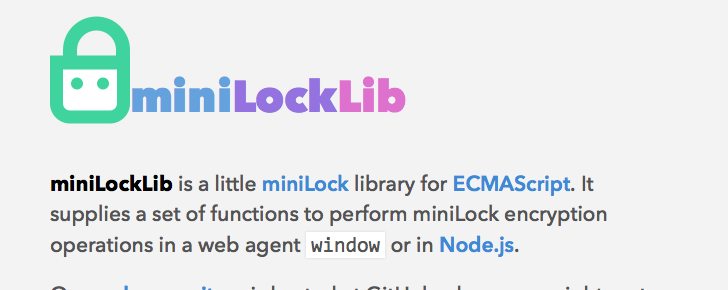 miniLockLib
miniLockLib is a little miniLock library for ECMAScript. It
supplies a set of functions to perform miniLock encryption
operations in a web agent window or in Node.js.